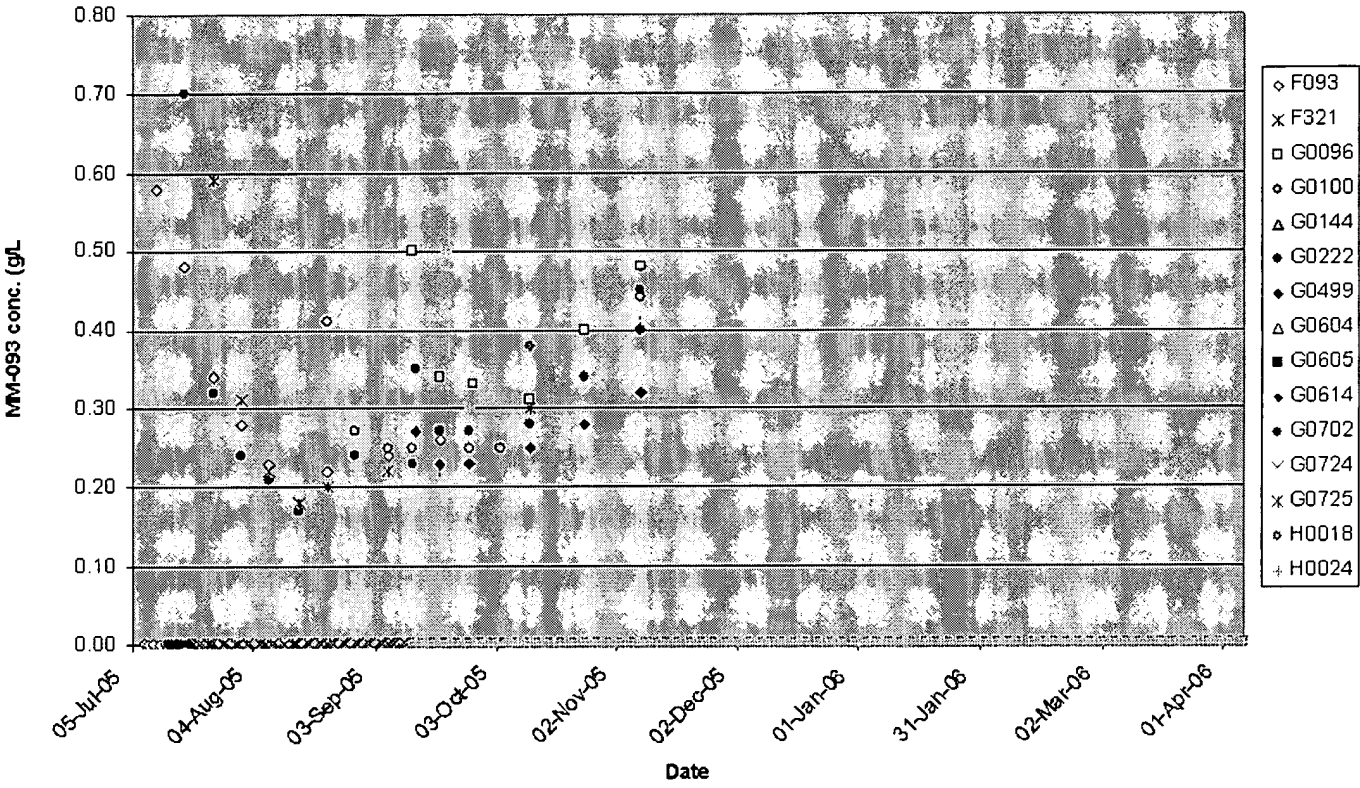 MM-093 conc. (g/L)
0.80
0.70
0.60
0.50
0.40
0.30
0.20
0.10
0.00
05-Jul-05
04-Aug-05
03-Sep-05
03-Oct-05
02-Nov-05
02-Dec-05
01-Jan-06
31-Jan-06
02-Mar-06
01-Apr-06
Date
F093
F321
G0096
G0100
G0144
G0222
G0499
G0604
G0605
G0614
G0702
G0724
G0725
H0018
H0024